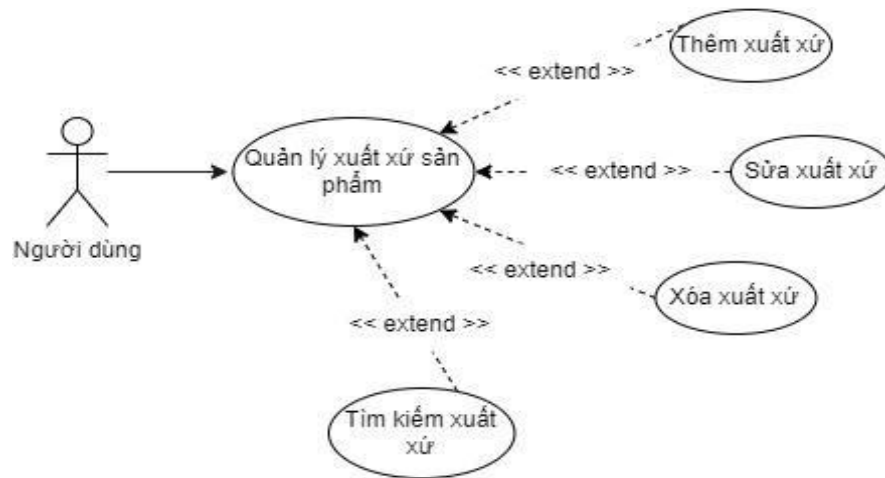 Thêm xuất xứ
<< extend >>
Quản lý xuất xứ sản
phẩm
<< extend >>
Sửa xuất xứ
Người dùng
<< extend >>
Xóa xuất xứ
<< extend >>
Tìm kiếm xuất
xứ